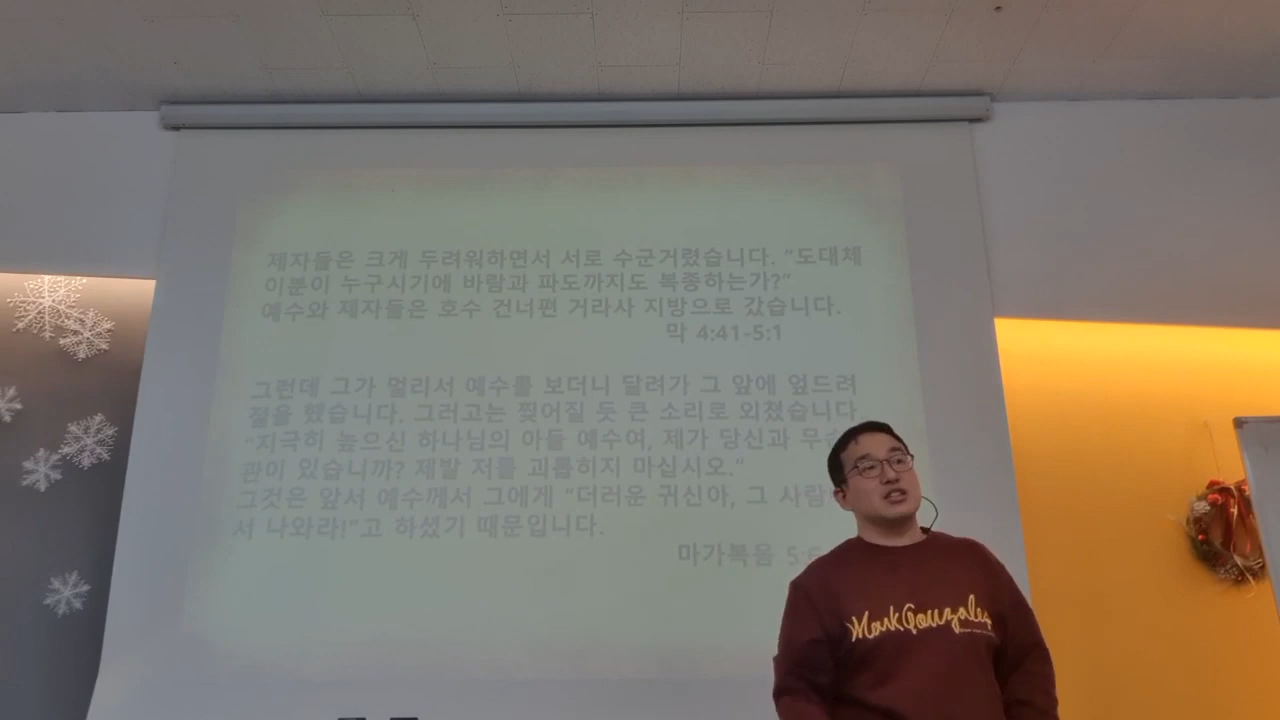 제자들은 크게 두려워하면서 서로 수군거렸습니다. "도대체
이분이 누구시기에 바람과 파도까지도 복종하는가?"
예수와 제자들은 호수 건너편 거라사 지방으로 갔습니다.
막 4:41-5:1
그런데 그가 멀리서 예수를 보더니 달려가 그 앞에 엎드려
절을 했습니다. 그러고는 찢어질 듯 큰 소리로 외쳤습니다.
"지극히 높으신 하나님의 아들 예수여, 제가 당신과
관이 있습니까? 제발 저를 괴롭히지 마십시오."
그것은 앞서 예수께서 그에게 "더러운 귀신아, 그 사람
서 나와라!"고 하셨기 때문입니다.
마가복음 5
Mark Gonzales